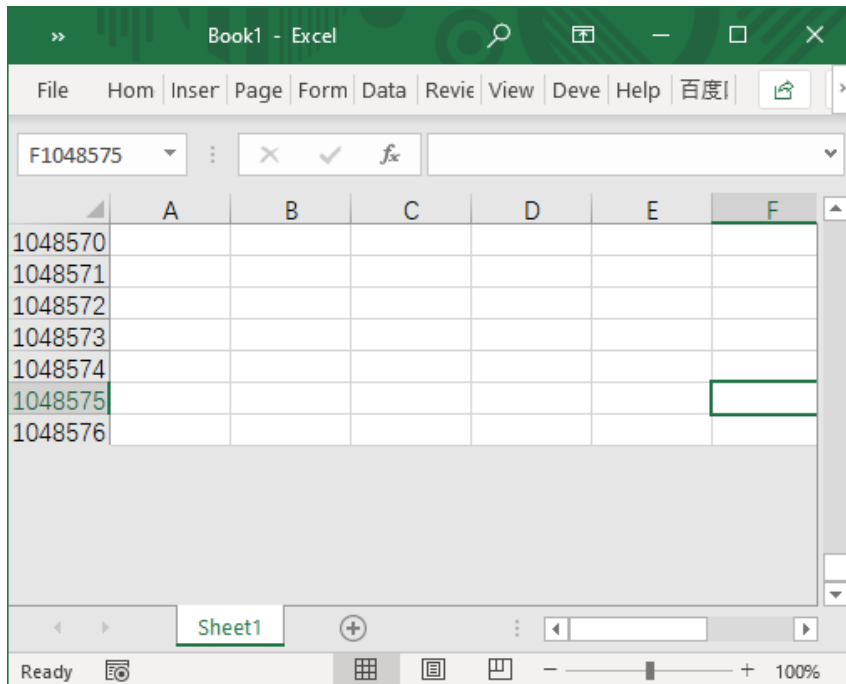 Book1 - Excel
File Hom Inser Page Form Data Revie View Deve Help 百度
F1048575 fx
A B C D E F
1048570
1048571
1048572
1048573
1048574
1048575
1048576
Sheet1
Ready 100%